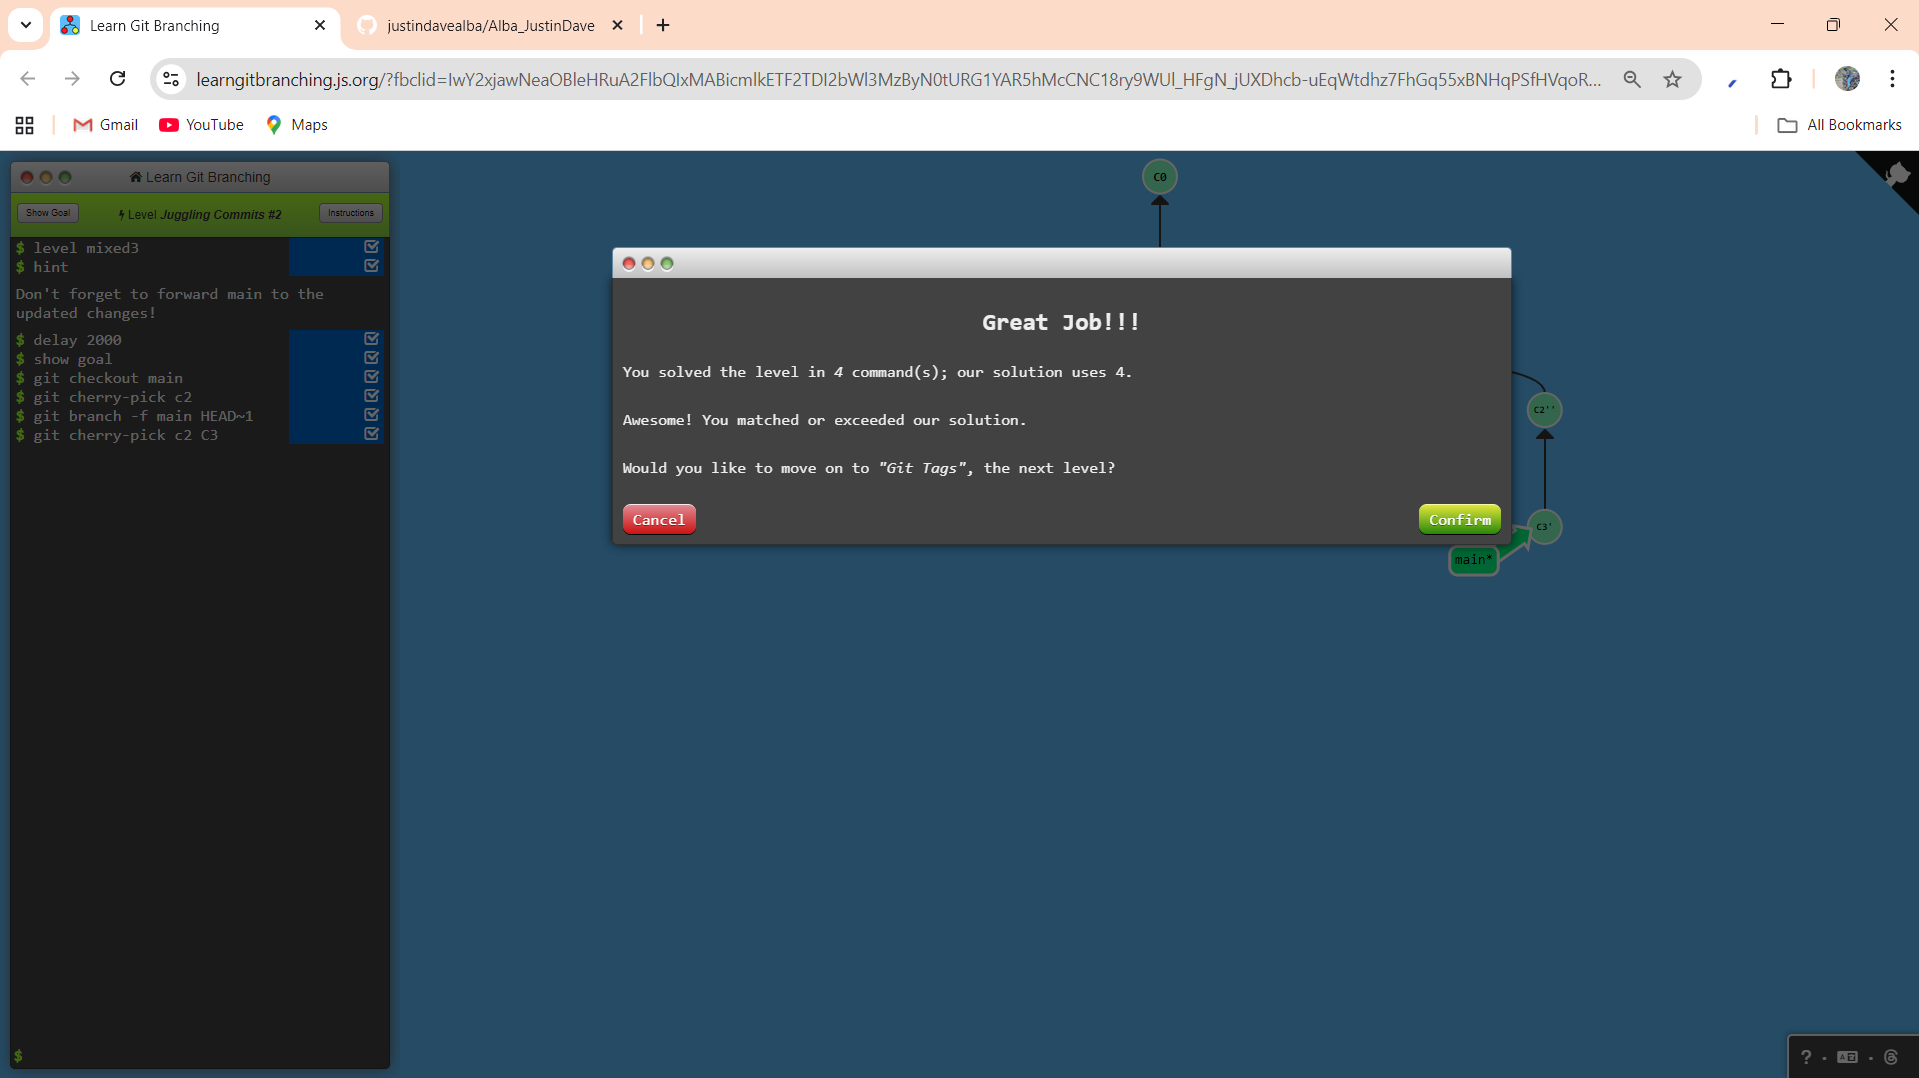 Learn Git Branching
justindavealba/Alba_JustinDave
learngitbranching.js.org/?fbclid=IwY2xjawNeaOBleHRuA2FlbQIxMABicmlkETF2TDI2bWl3MzByN0tURG1YAR5hMcCNC18ry9WUl_HFgN_jUXDhcb-uEqWtdhz7FhGq55xBNHqPSfHVqoR...
Gmail
YouTube
Maps
All Bookmarks
Learn Git Branching
Show Goal
Level Juggling Commits #2
Instructions
$ level mixed3
$ hint
Don't forget to forward main to the
updated changes!
$ delay 2000
$ show goal
$ git checkout main
$ git cherry-pick c2
$ git branch -f main HEAD~1
$ git cherry-pick c2 C3
$
C0
Great Job!!!
You solved the level in 4 command(s); our solution uses 4.
Awesome! You matched or exceeded our solution.
Would you like to move on to "Git Tags", the next level?
Cancel
Confirm
C2''
C3'
main*
?